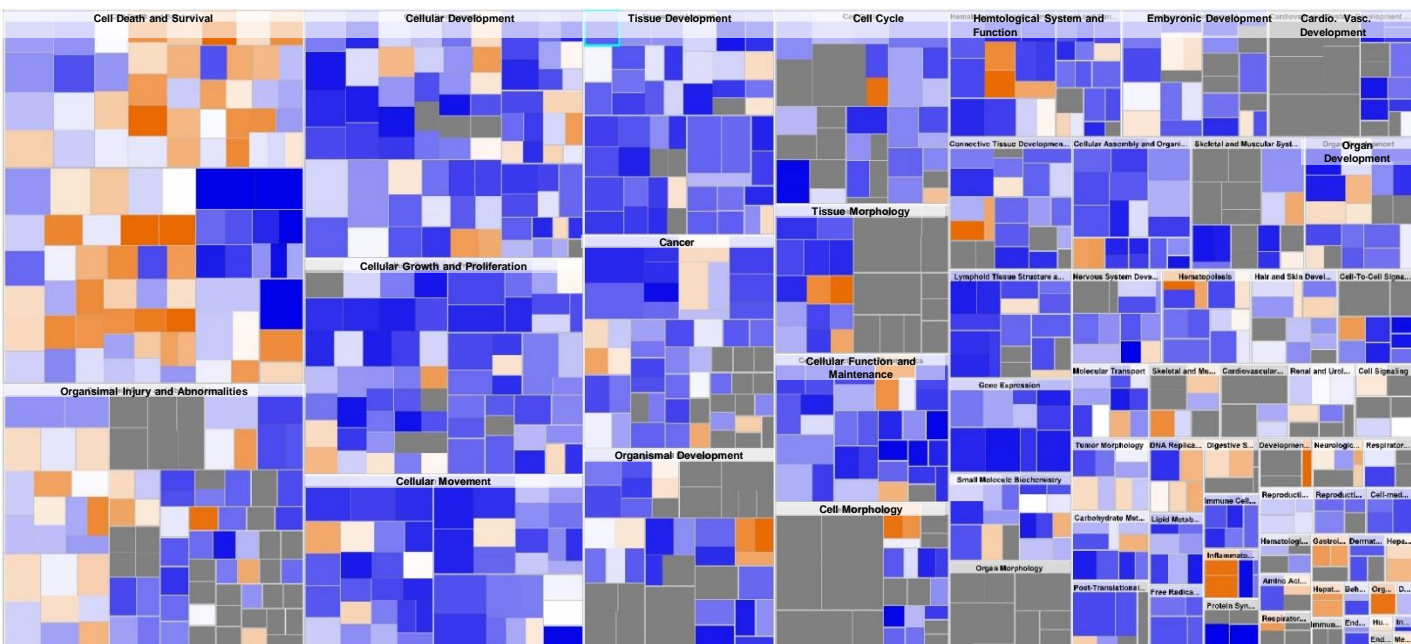 Cell Death and Survival
Cellular Development
Tissue Development
Cell Cycle
Hemtological System and
Function
Embyronic Development
Cardio. Vasc.
Development
Connective Tissue Developmen...
Cellular Assembly and Organi...
Skeletal and Muscular Syst...
Organ
Development
Tissue Morphology
Cancer
Cellular Growth and Proliferation
Lymphoid Tissue Structure a...
Nervous System Deve...
Hematopoiesis
Hair and Skin Devel...
Cell-To-Cell Signa...
Cellular Function and
Maintenance
Organsimal Injury and Abnormalities
Gene Expression
Molecular Transport
Skeletal and Me...
Cardiovascular...
Renal and Urol...
Cell Signaling
Organismal Development
Tumor Morphology
DNA Replica...
Digestive S...
Developmen...
Neurologic...
Respirator...
Cellular Movement
Small Molecule Biochemistry
Cell Morphology
Immune Cell...
Reproducti...
Reproducti...
Cell-med...
Carbohydrate Met...
Lipid Metab...
Hematologi...
Gastroi...
Dermat...
Hepa...
Inflammato...
Organ Morphology
Amino Aci...
Post-Translational...
Free Radica...
Hepat...
Beh...
Org...
D...
Protein Syn...
Respirator...
Immun...
End...
Hu...
In...
End...
Me...